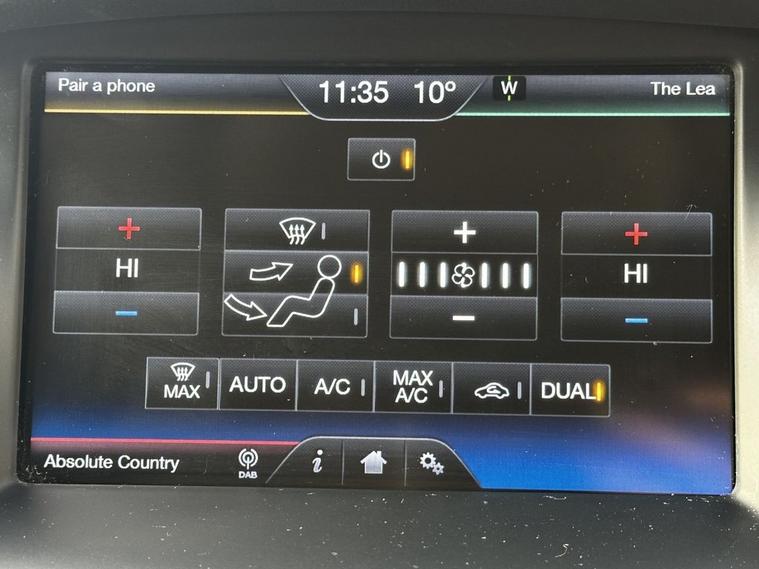 Pair a phone
11:35 10° W
The Lea
HI
HI
MAX
AUTO
A/C
MAX
A/C
DUAL
Absolute Country
DAB
i